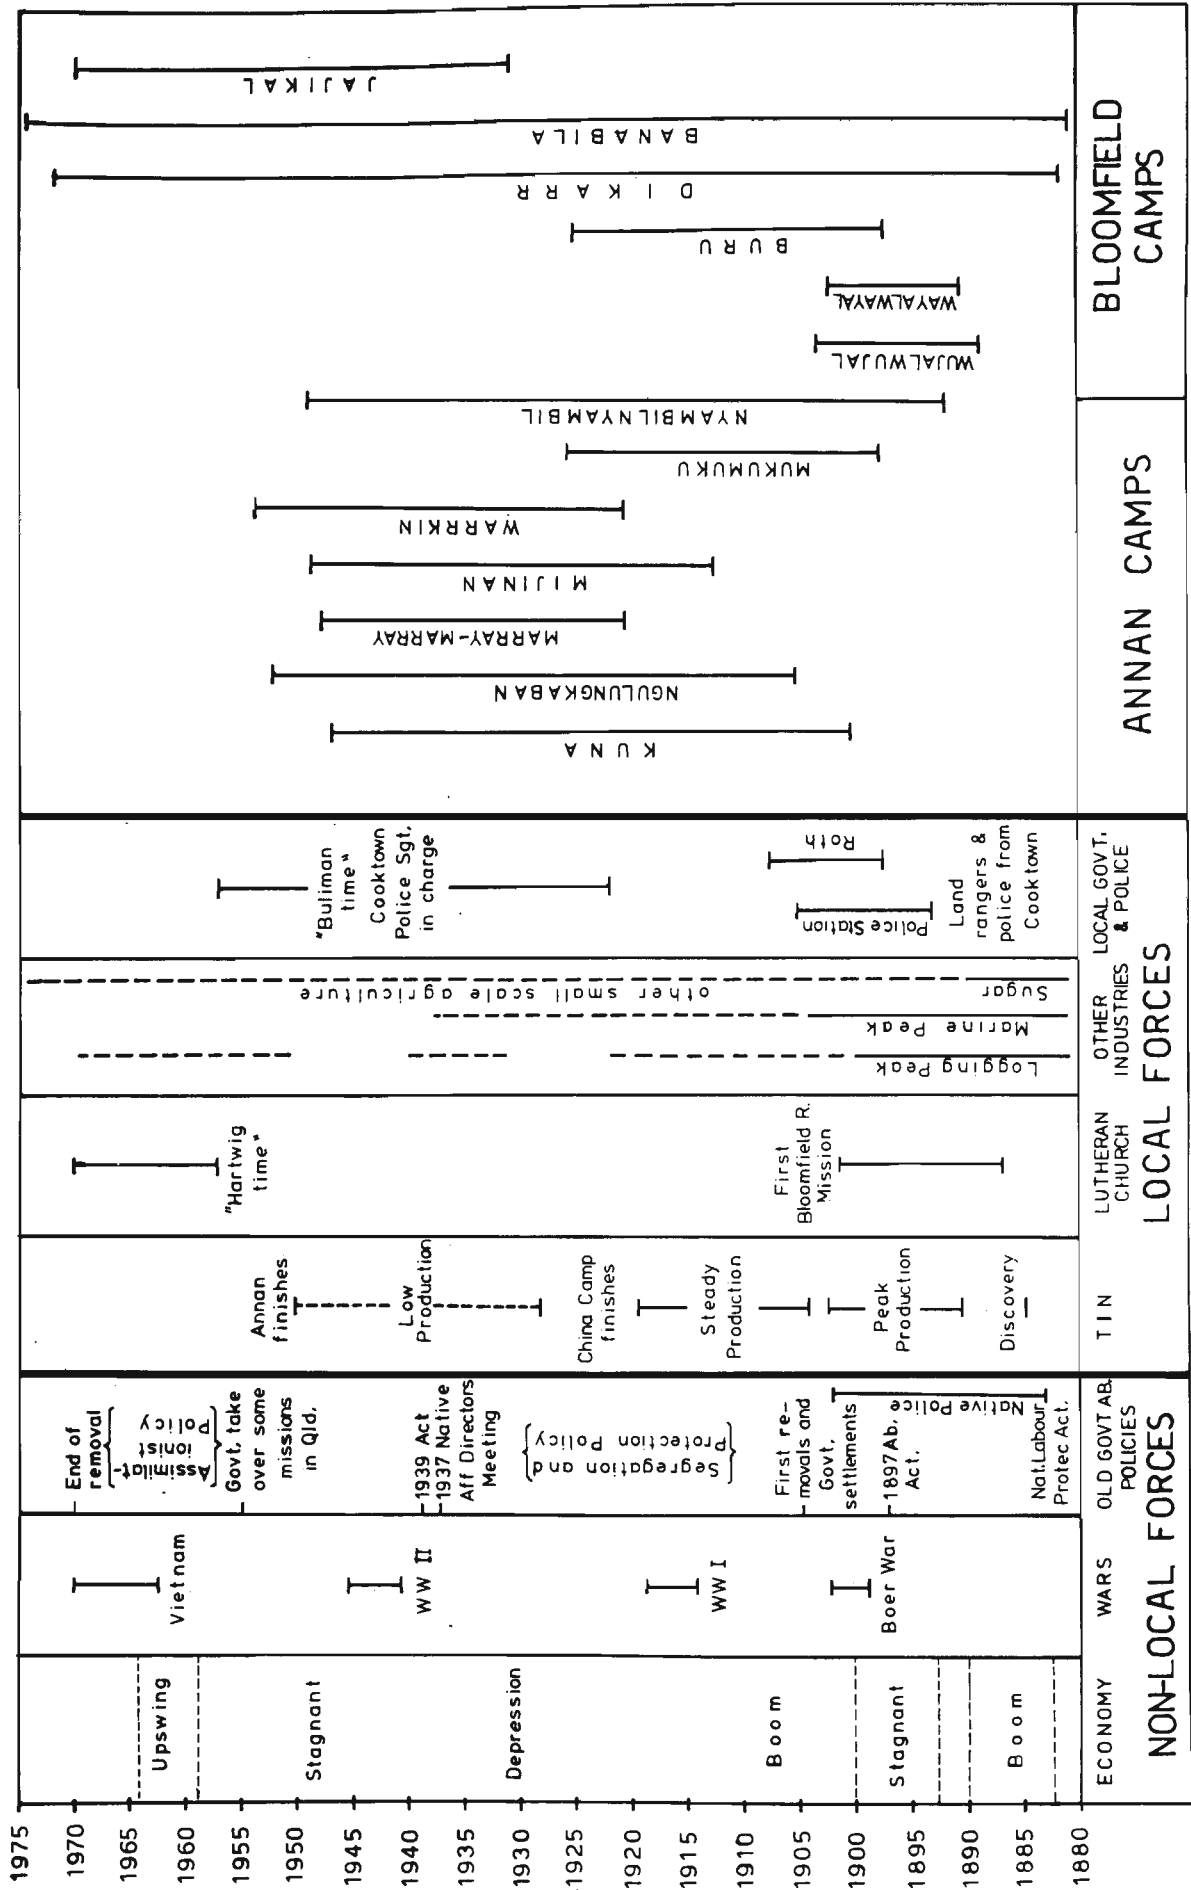 1975
1970
1965
1960
1955
1950
1945
1940
1935
1930
1925
1920
1915
1910
1905
1900
1895
1890
1885
1880
NON-LOCAL FORCES
ECONOMY
Upswing
Stagnant
Depression
Boom
Stagnant
Boom
WARS
Vietnam
WW II
WW I
Boer War
OLD GOVT AB.
POLICIES
End of
removal
Assimilat-
ionist
Policy
Govt. take
over some
missions
in Qld.
1939 Act
1937 Native
Aff Directors
Meeting
Segregation and
Protection Policy
First re-
movals and
Govt.
settlements
1897 Ab.
Act.
Native Police
Nat.Labour
Protec Act.
LOCAL FORCES
TIN
Annan
finishes
Low
Production
China Camp
finishes
Steady
Production
Peak
Production
Discovery
LUTHERAN
CHURCH
"Hartwig
time"
First
Bloomfield R.
Mission
OTHER
INDUSTRIES
Logging Peak
Marine Peak
Sugar
other small scale agriculture
LOCAL GOVT.
& POLICE
"Buliman
time"
Cooktown
Police Sgt.
in charge
Police Station
Roth
Land
rangers &
police from
Cooktown
ANNAN CAMPS
KUNA
NGULUNGKABAN
MARRAY-MARRAY
MIJINAN
WARRKIN
MUKUMUKU
NYAMBILNYAMBIL
BLOOMFIELD
CAMPS
WUJALWUJAL
WAYALWAYAL
BURU
DIKARR
BANABILA
JAJIKAL